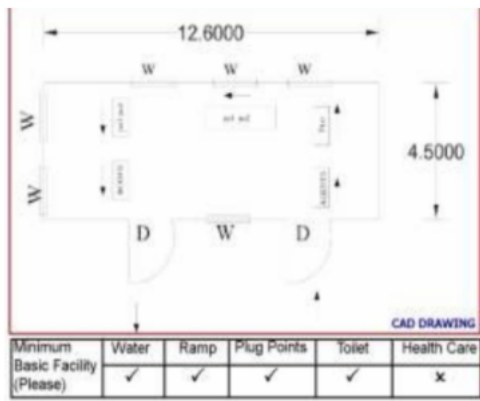 12.6000
W W W
W
4.5000
W
D W D
CAD DRAWING
Minimum Basic Facility (Please) Water Ramp Plug Points Toilet Health Care
✓ ✓ ✓ ✓ x